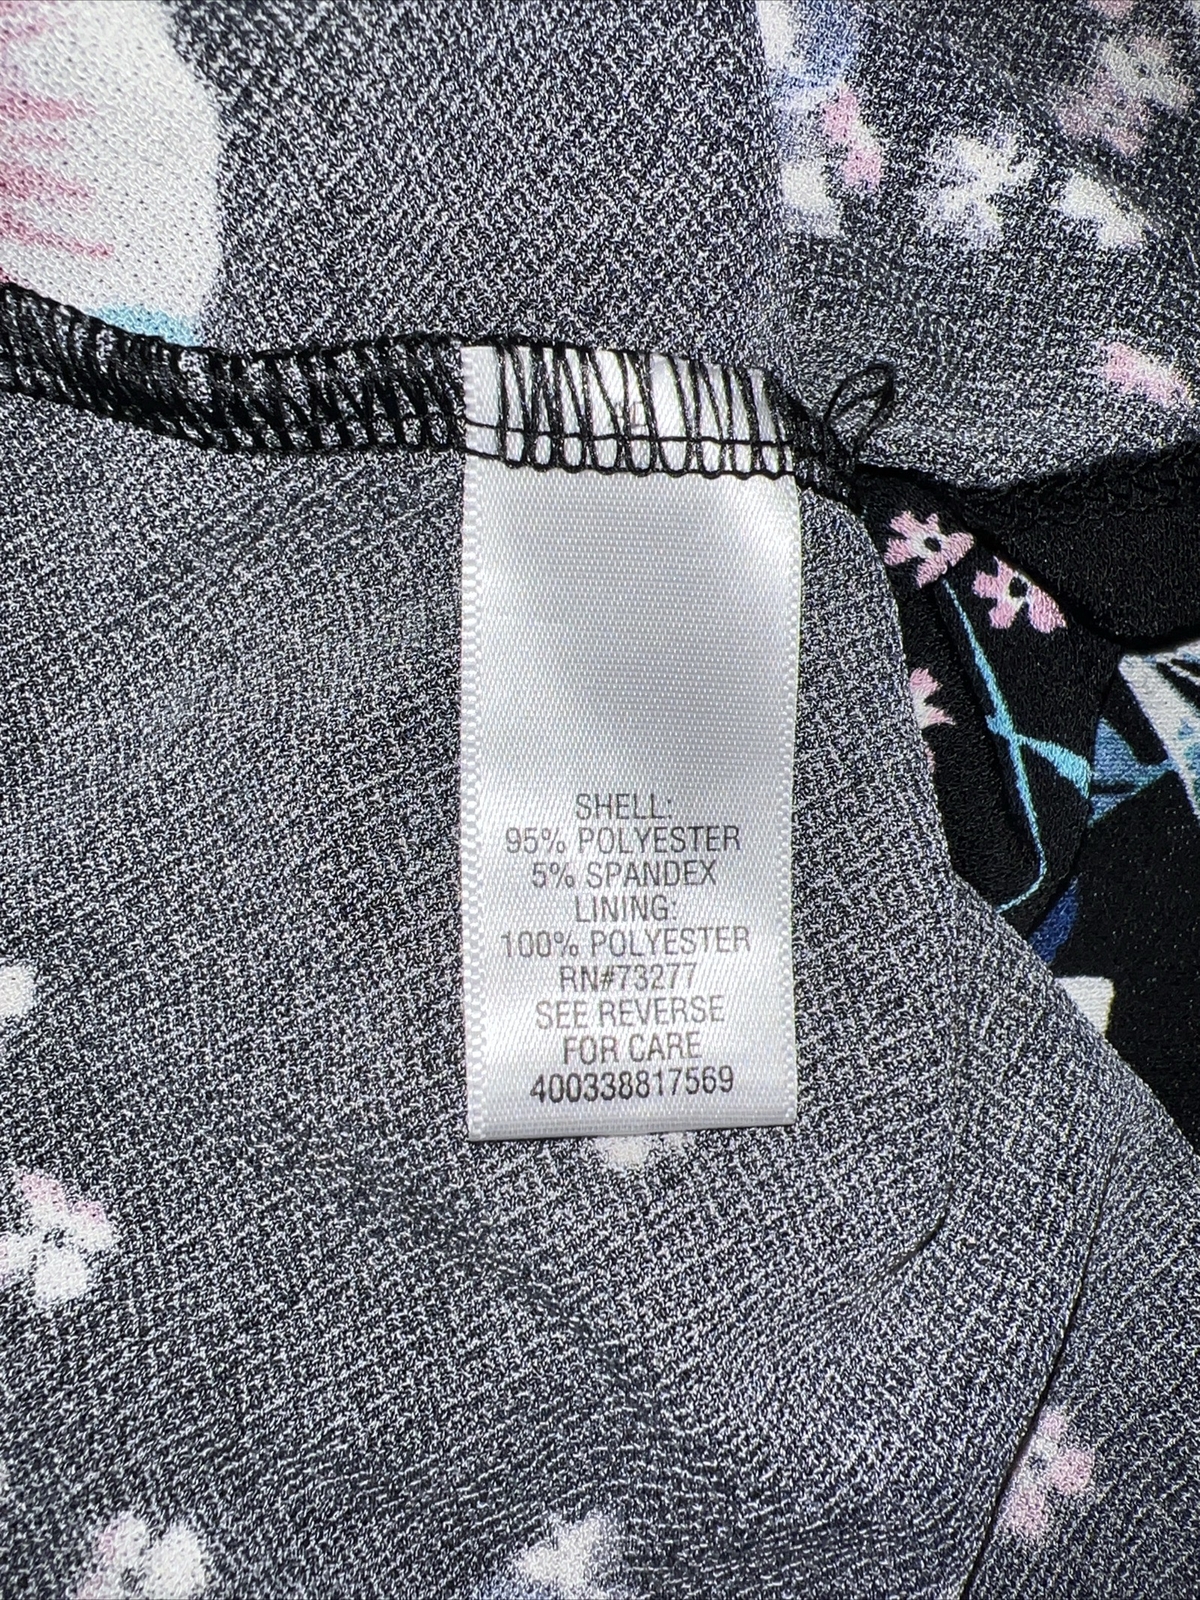 SHELL:
95% POLYESTER
5% SPANDEX
LINING:
100% POLYESTER
RN#73277
SEE REVERSE
FOR CARE
400338817569